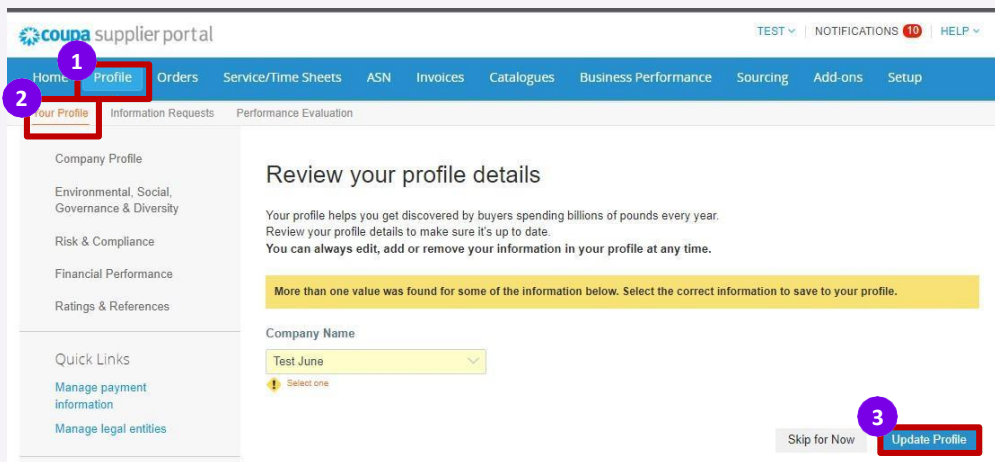 coupa supplier portal
TEST NOTIFICATIONS 10 HELP
1
Home Profile Orders Service/Time Sheets ASN Invoices Catalogues Business Performance Sourcing Add-ons Setup
2
Your Profile Information Requests Performance Evaluation
Company Profile
Environmental, Social,
Governance & Diversity
Risk & Compliance
Financial Performance
Ratings & References
Quick Links
Manage payment
information
Manage legal entities
Review your profile details
Your profile helps you get discovered by buyers spending billions of pounds every year.
Review your profile details to make sure it's up to date.
You can always edit, add or remove your information in your profile at any time.
More than one value was found for some of the information below. Select the correct information to save to your profile.
Company Name
Test June
Select one
3
Skip for Now Update Profile